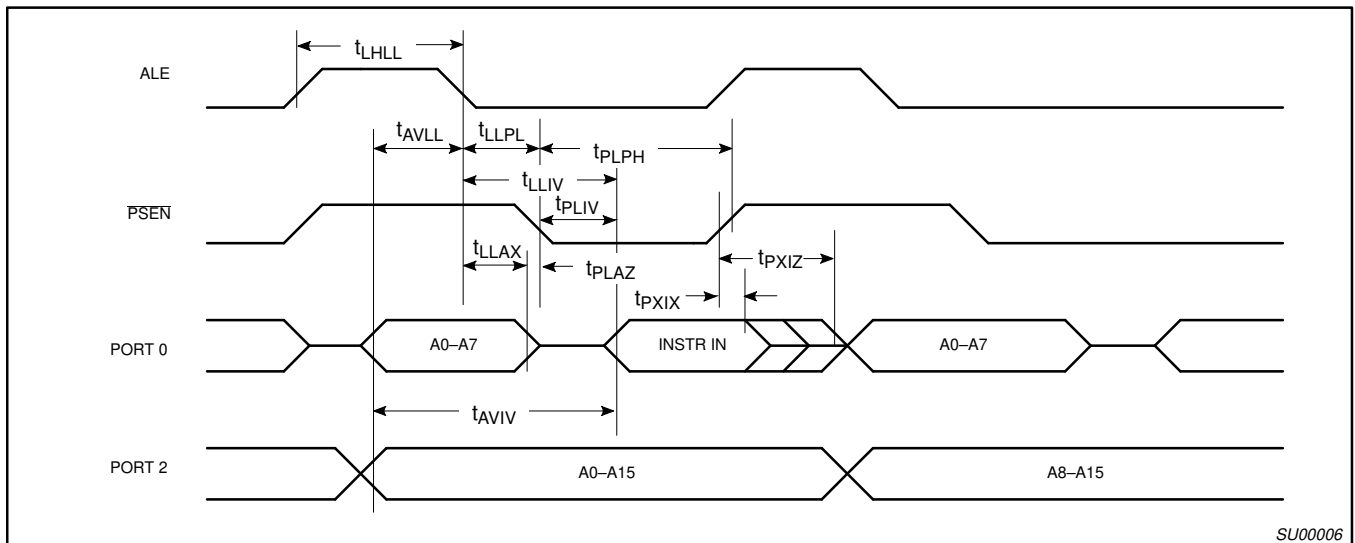 tLHLL
ALE
tAVLL tLLPL
tPLPH
tLLIV
PSEN
tPLIV
tLLAX
tPLAZ
tPXIZ
tPXIX
PORT 0 A0–A7 INSTR IN A0–A7
tAVIV
PORT 2 A0–A15 A8–A15
SU00006